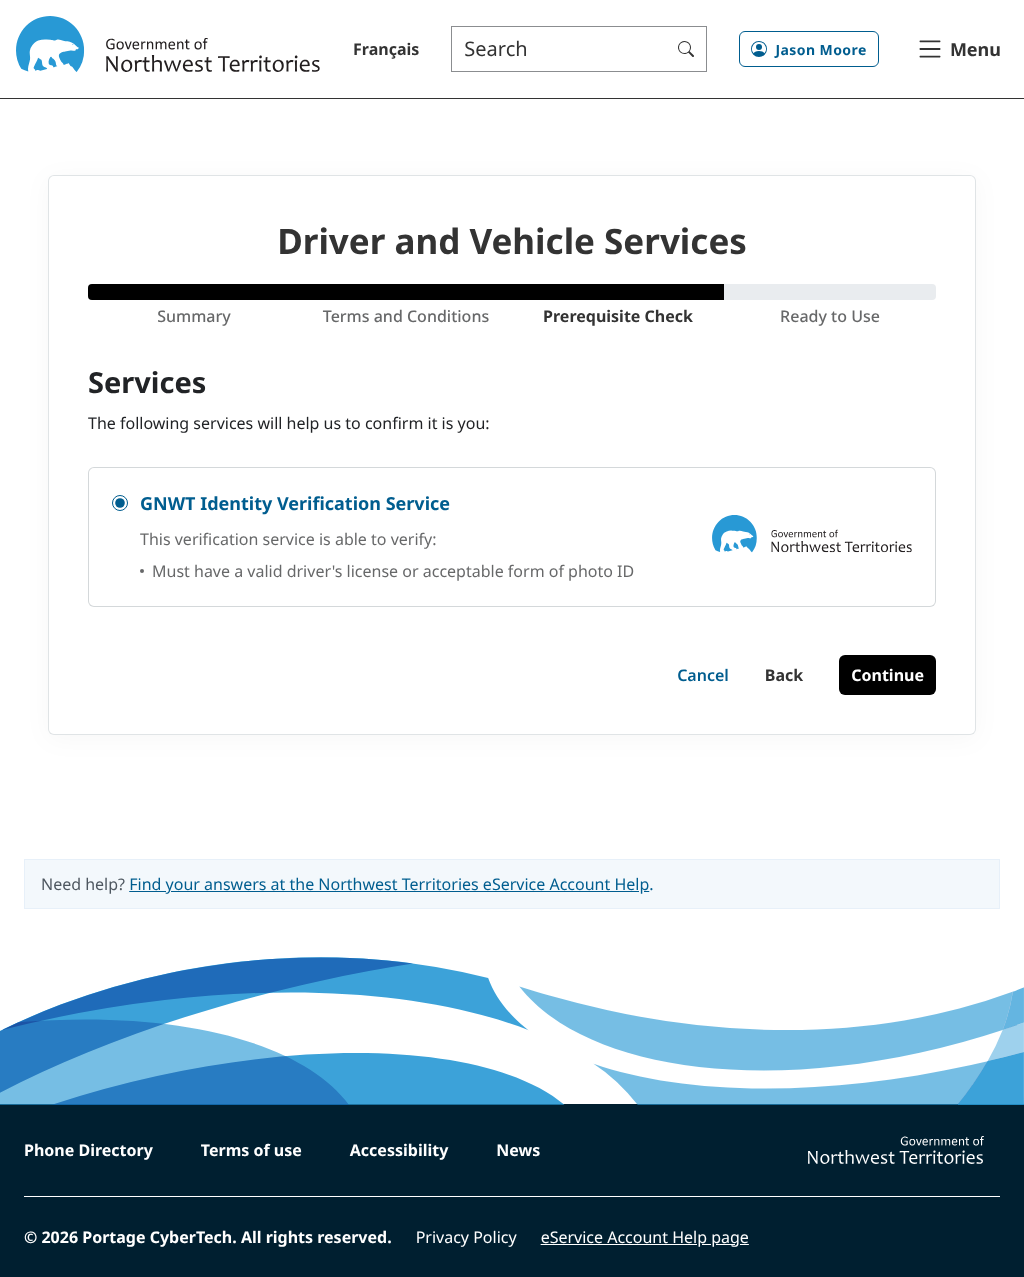 Government of
Northwest Territories
Français
Search
Jason Moore
Menu
Driver and Vehicle Services
Summary
Terms and Conditions
Prerequisite Check
Ready to Use
Services
The following services will help us to confirm it is you:
GNWT Identity Verification Service
This verification service is able to verify:
• Must have a valid driver's license or acceptable form of photo ID
Government of
Northwest Territories
Cancel
Back
Continue
Need help? Find your answers at the Northwest Territories eService Account Help.
Phone Directory
Terms of use
Accessibility
News
Government of
Northwest Territories
© 2026 Portage CyberTech. All rights reserved.
Privacy Policy
eService Account Help page